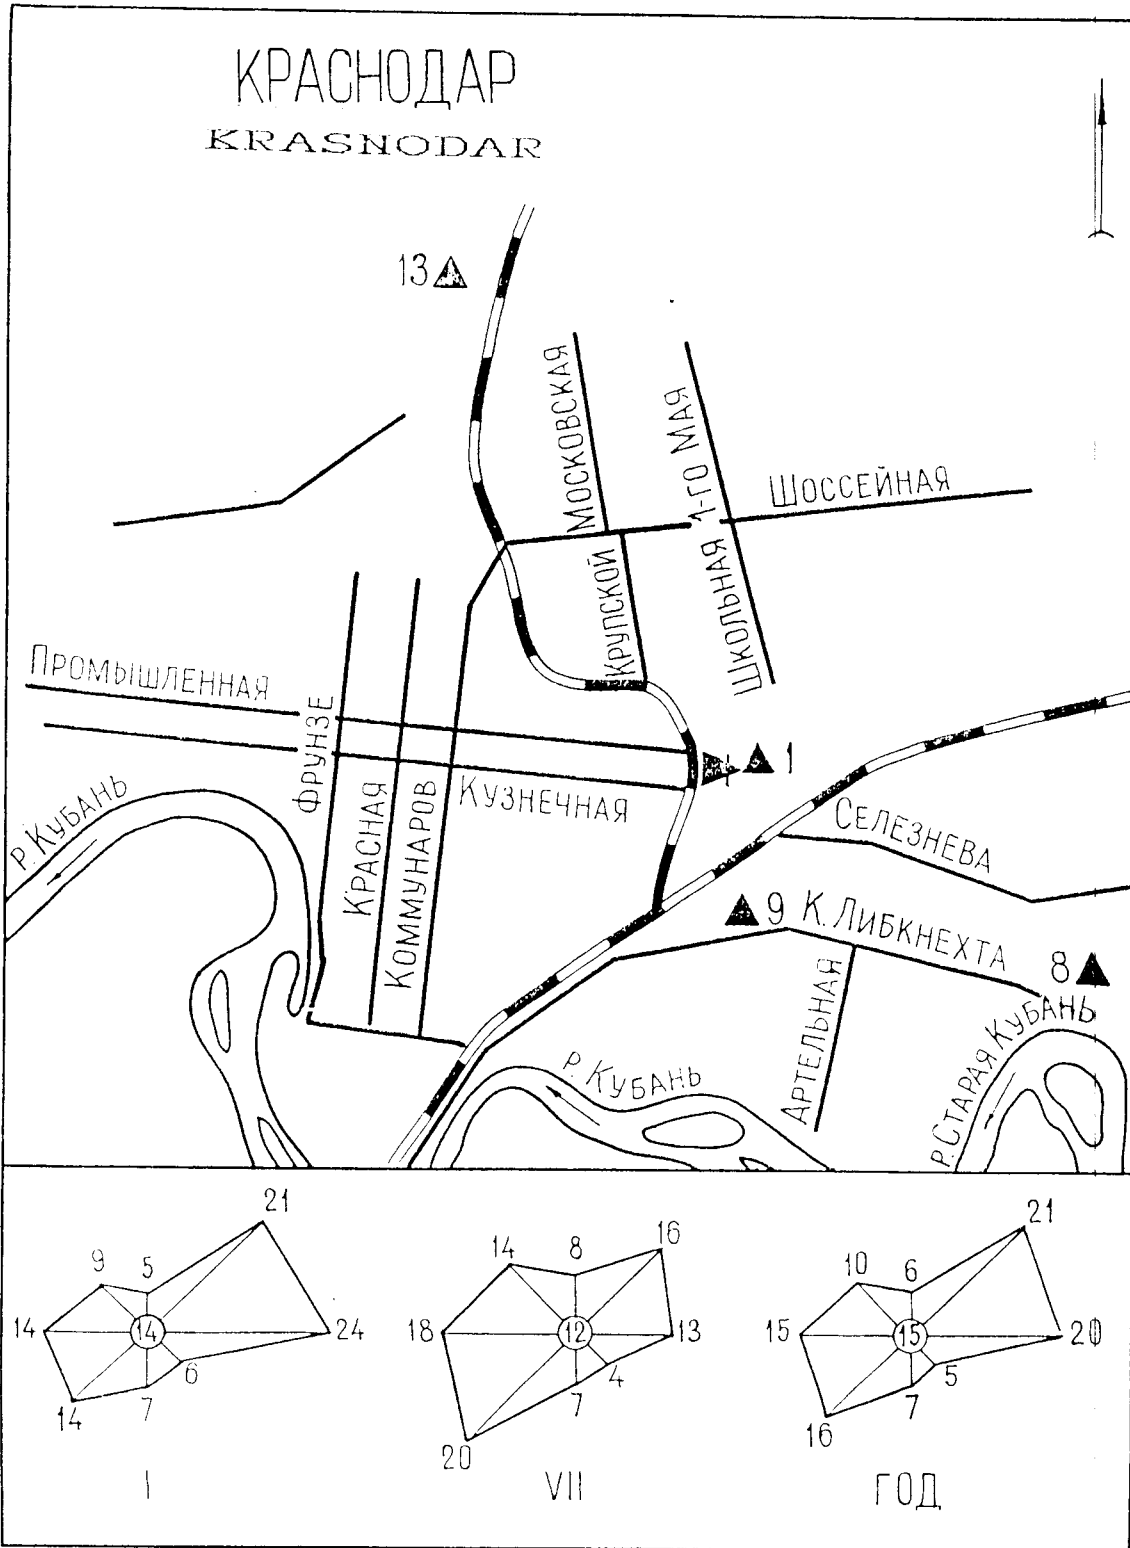 КРАСНОДАР
KRASNODAR
13
МОСКОВСКАЯ
1-ГО МАЯ
ШОССЕЙНАЯ
КРУПСКОЙ
ШКОЛЬНАЯ
ПРОМЫШЛЕННАЯ
ФРУНЗЕ
1
Р. КУБАНЬ
КРАСНАЯ
КОММУНАРОВ
КУЗНЕЧНАЯ
СЕЛЕЗНЕВА
9 К. ЛИБКНЕХТА
8
АРТЕЛЬНАЯ
Р. КУБАНЬ
Р. СТАРАЯ КУБАНЬ
21
9 5
14 14 24
6
14 7
I
14 8 16
18 12 13
4
7
20
VII
21
10 6
15 15 20
5
16 7
ГОД